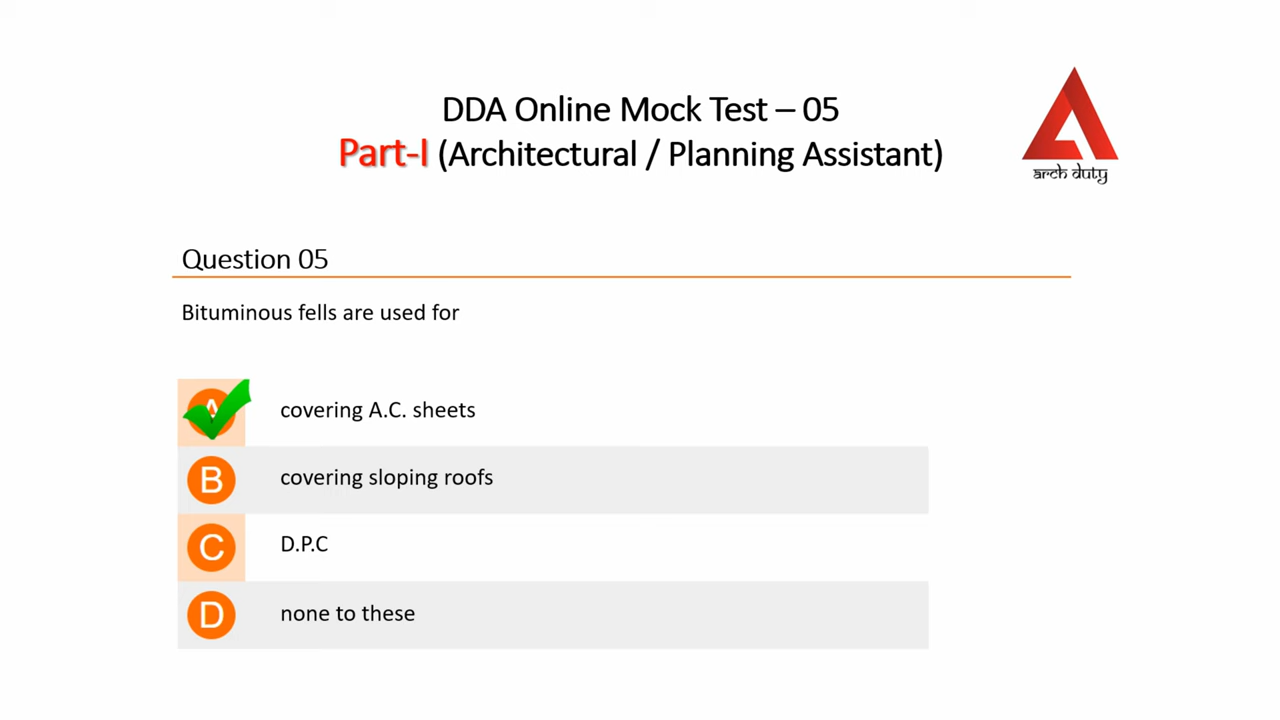 DDA Online Mock Test – 05
Part-I (Architectural / Planning Assistant)
arch duty
Question 05
Bituminous fells are used for
A covering A.C. sheets
B covering sloping roofs
C D.P.C
D none to these